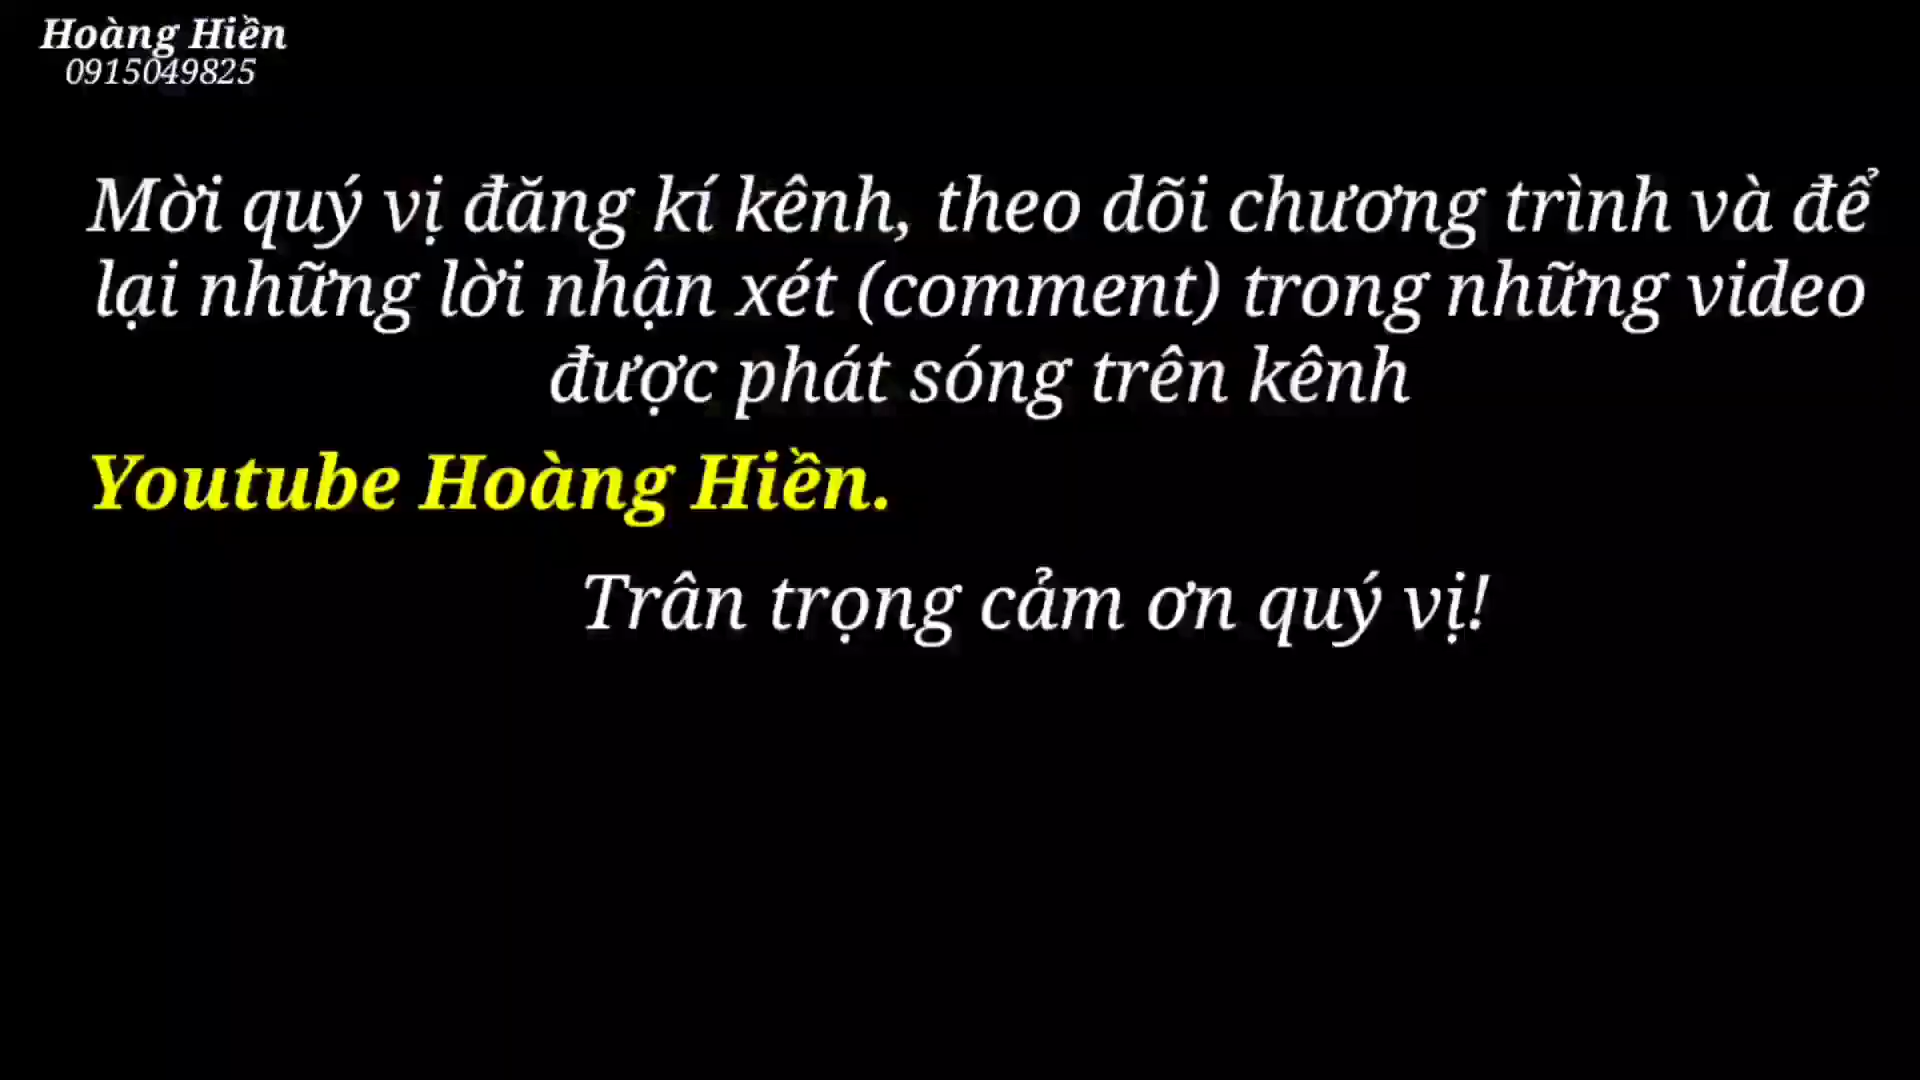 Hoàng Hiền
0915049825
Mời quý vị đăng kí kênh, theo dõi chương trình và để
lại những lời nhận xét (comment) trong những video
được phát sóng trên kênh
Youtube Hoàng Hiền.
Trân trọng cảm ơn quý vị!